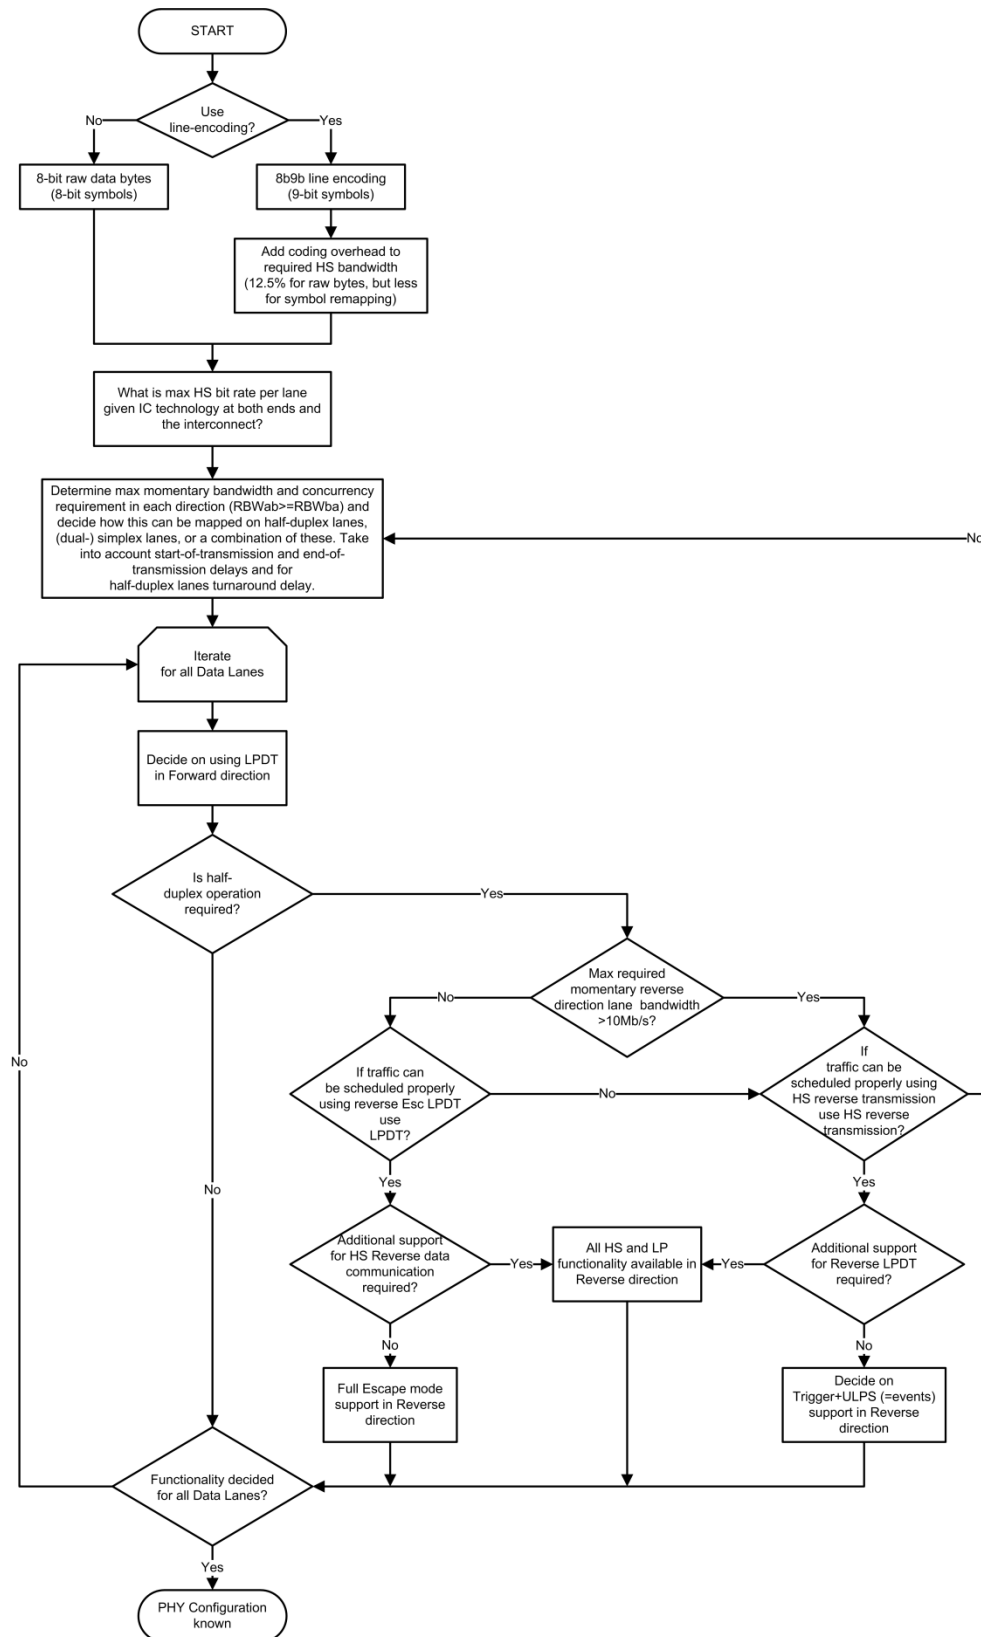 START
Use
line-encoding?
No
Yes
8-bit raw data bytes
(8-bit symbols)
8b9b line encoding
(9-bit symbols)
Add coding overhead to
required HS bandwidth
(12.5% for raw bytes, but less
for symbol remapping)
What is max HS bit rate per lane
given IC technology at both ends and
the interconnect?
Determine max momentary bandwidth and concurrency
requirement in each direction (RBWab>=RBWba) and
decide how this can be mapped on half-duplex lanes,
(dual-) simplex lanes, or a combination of these. Take
into account start-of-transmission and end-of-
transmission delays and for
half-duplex lanes turnaround delay.
No
Iterate
for all Data Lanes
Decide on using LPDT
in Forward direction
Is half-
duplex operation
required?
Yes
Max required
momentary reverse
direction lane bandwidth
>10Mb/s?
No
Yes
No
If traffic can
be scheduled properly
using reverse Esc LPDT
use
LPDT?
No
If
traffic can be
scheduled properly using
HS reverse transmission
use HS reverse
transmission?
No
Yes
Yes
Additional support
for HS Reverse data
communication
required?
Yes
All HS and LP
functionality available in
Reverse direction
Yes
Additional support
for Reverse LPDT
required?
No
No
Full Escape mode
support in Reverse
direction
Decide on
Trigger+ULPS (=events)
support in Reverse
direction
Functionality decided
for all Data Lanes?
Yes
PHY Configuration
known